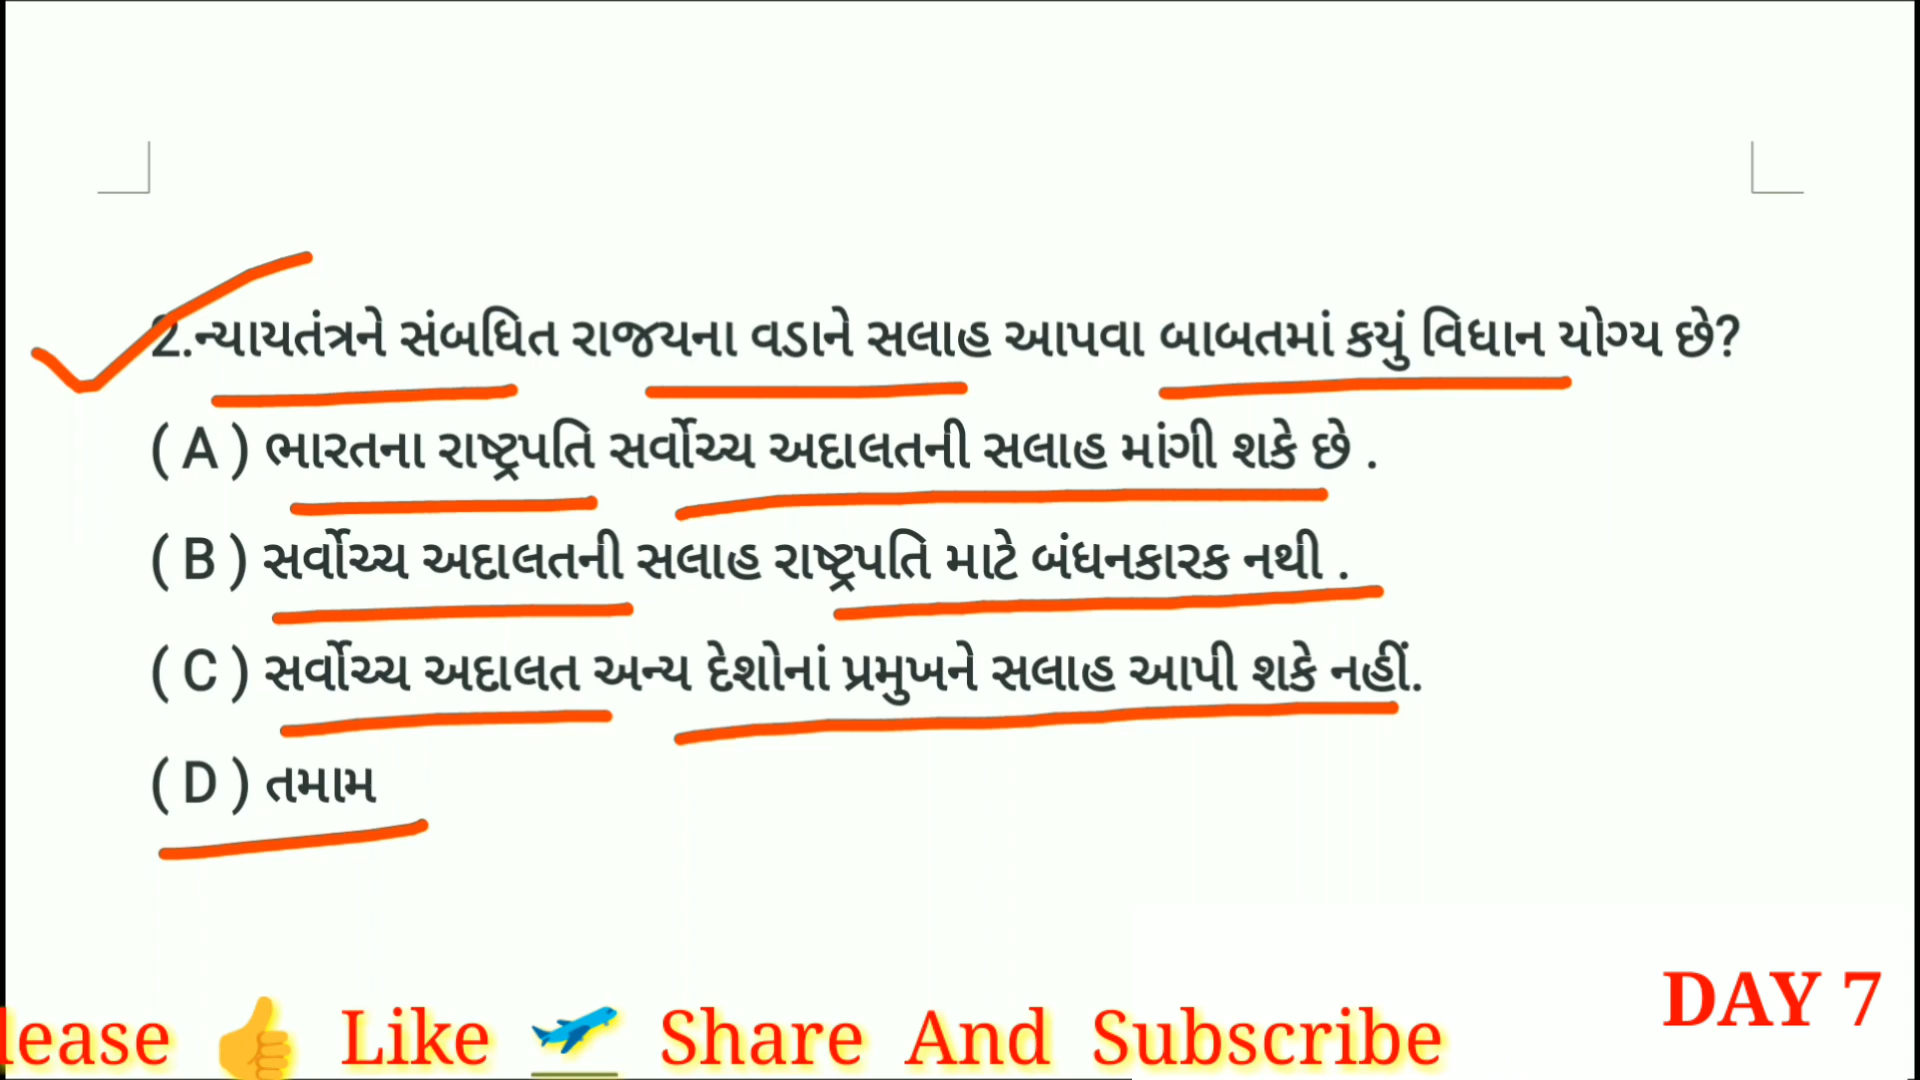 2.ન્યાયતંત્રને સંબધિત રાજ્યના વડાને સલાહ આપવા બાબતમાં કયું વિધાન યોગ્ય છે?
( A ) ભારતના રાષ્ટ્રપતિ સર્વોચ્ચ અદાલતની સલાહ માંગી શકે છે .
( B ) સર્વોચ્ચ અદાલતની સલાહ રાષ્ટ્રપતિ માટે બંધનકારક નથી .
( C ) સર્વોચ્ચ અદાલત અન્ય દેશોનાં પ્રમુખને સલાહ આપી શકે નહીં.
( D ) તમામ
DAY 7
lease 👍 Like 🛫 Share And Subscribe